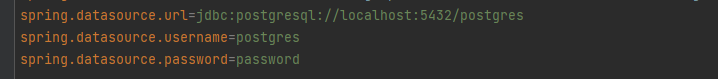 spring.datasource.url=jdbc:postgresql://localhost:5432/postgres
spring.datasource.username=postgres
spring.datasource.password=password